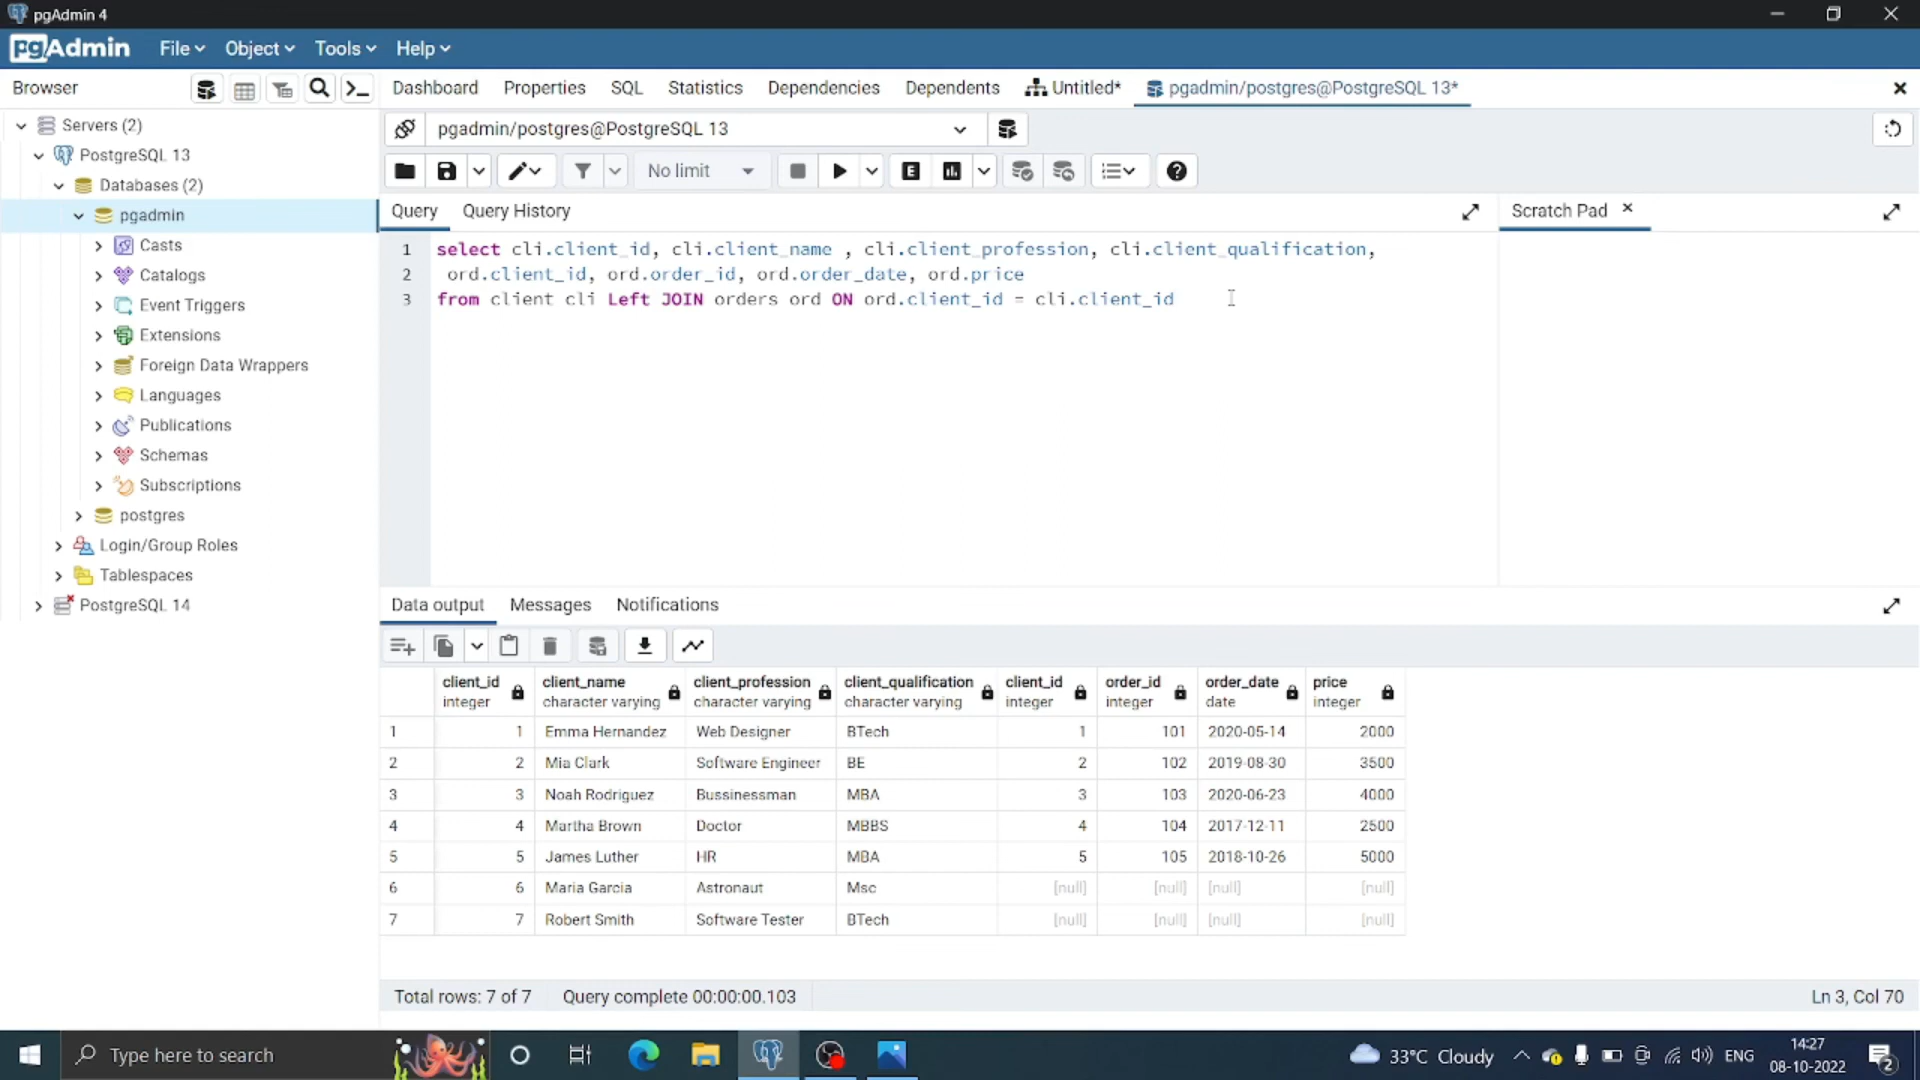 pgAdmin 4
pgAdmin File Object Tools Help
Browser Dashboard Properties SQL Statistics Dependencies Dependents Untitled* pgadmin/postgres@PostgreSQL 13*
Servers (2)
PostgreSQL 13
Databases (2)
pgadmin
Casts
Catalogs
Event Triggers
Extensions
Foreign Data Wrappers
Languages
Publications
Schemas
Subscriptions
postgres
Login/Group Roles
Tablespaces
PostgreSQL 14
pgadmin/postgres@PostgreSQL 13
No limit E
Query Query History Scratch Pad
1 select cli.client_id, cli.client_name , cli.client_profession, cli.client_qualification,
2 ord.client_id, ord.order_id, ord.order_date, ord.price
3 from client cli Left JOIN orders ord ON ord.client_id = cli.client_id
Data output Messages Notifications
client_id client_name client_profession client_qualification client_id order_id order_date price
integer character varying character varying character varying integer integer date integer
1 1 Emma Hernandez Web Designer BTech 1 101 2020-05-14 2000
2 2 Mia Clark Software Engineer BE 2 102 2019-08-30 3500
3 3 Noah Rodriguez Bussinessman MBA 3 103 2020-06-23 4000
4 4 Martha Brown Doctor MBBS 4 104 2017-12-11 2500
5 5 James Luther HR MBA 5 105 2018-10-26 5000
6 6 Maria Garcia Astronaut Msc [null] [null] [null] [null]
7 7 Robert Smith Software Tester BTech [null] [null] [null] [null]
Total rows: 7 of 7 Query complete 00:00:00.103 Ln 3, Col 70
Type here to search 33°C Cloudy ENG 14:27
08-10-2022 2